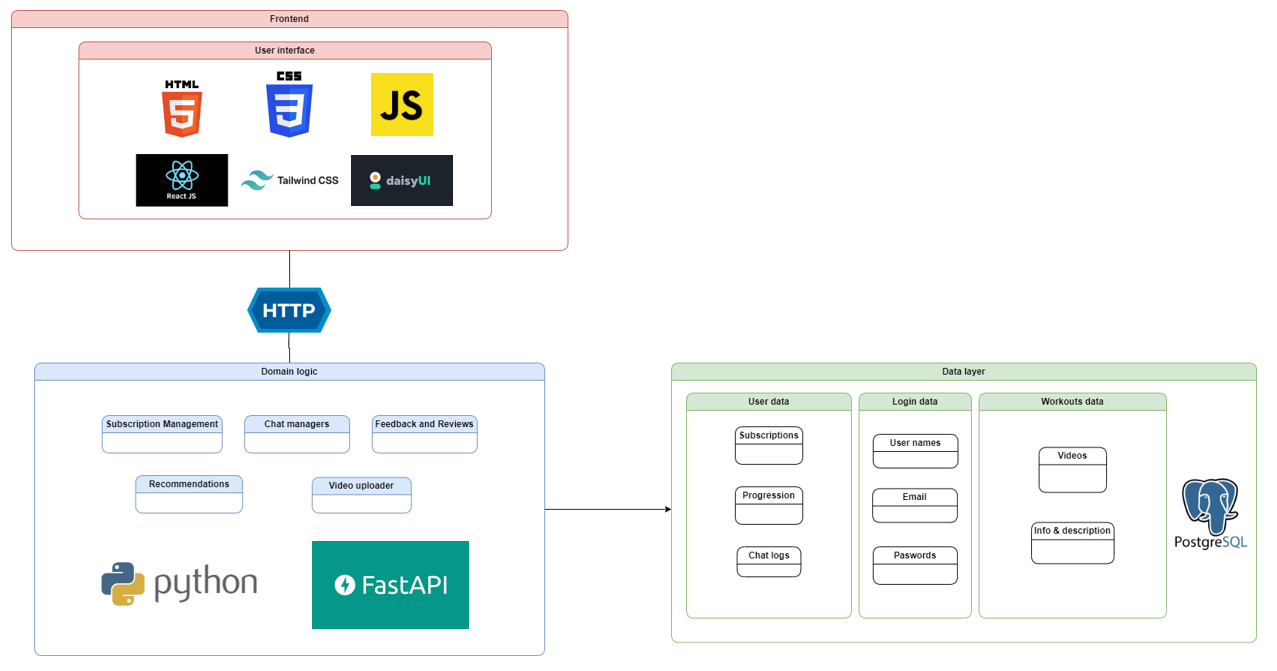 Frontend
User interface
HTML
5
CSS
3
JS
React JS
Tailwind CSS
daisyUI
HTTP
Domain logic
Subscription Management
Chat managers
Feedback and Reviews
Recommendations
Video uploader
python
FastAPI
Data layer
User data
Subscriptions
Progression
Chat logs
Login data
User names
Email
Paswords
Workouts data
Videos
Info & description
PostgreSQL